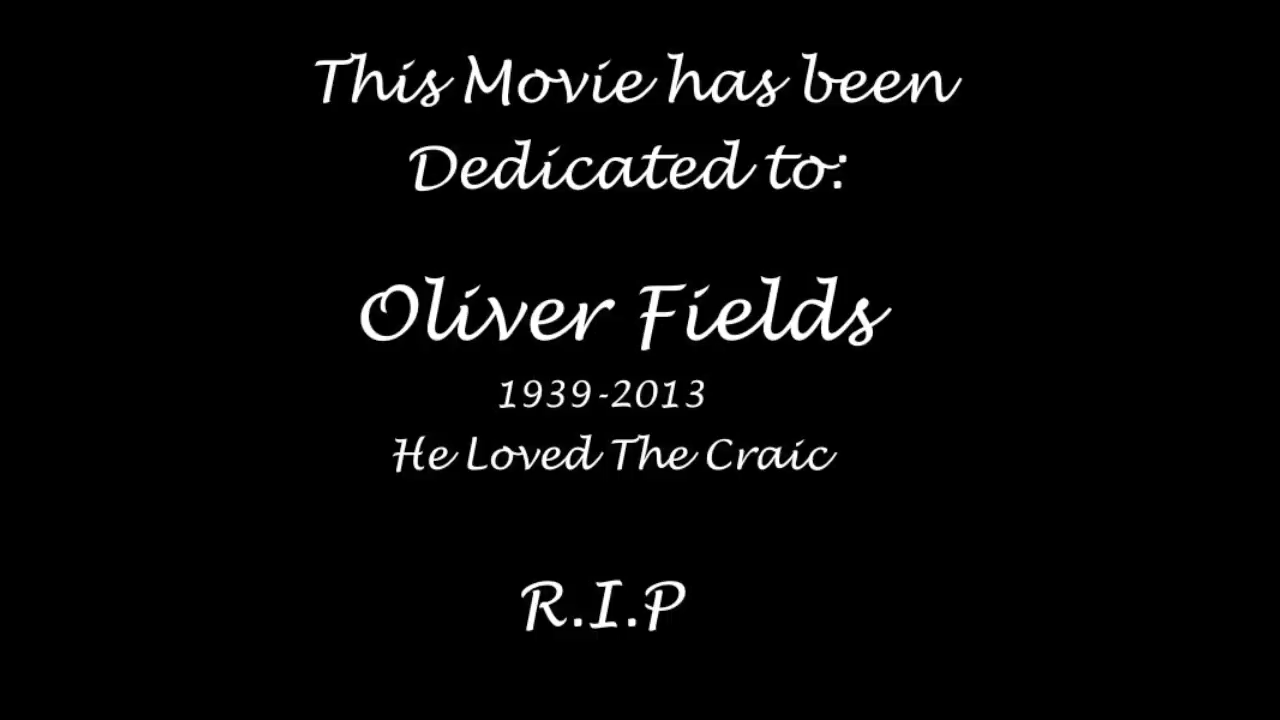 This Movie has been
Dedicated to:
Oliver Fields
1939-2013
He Loved The Craic
R.I.P